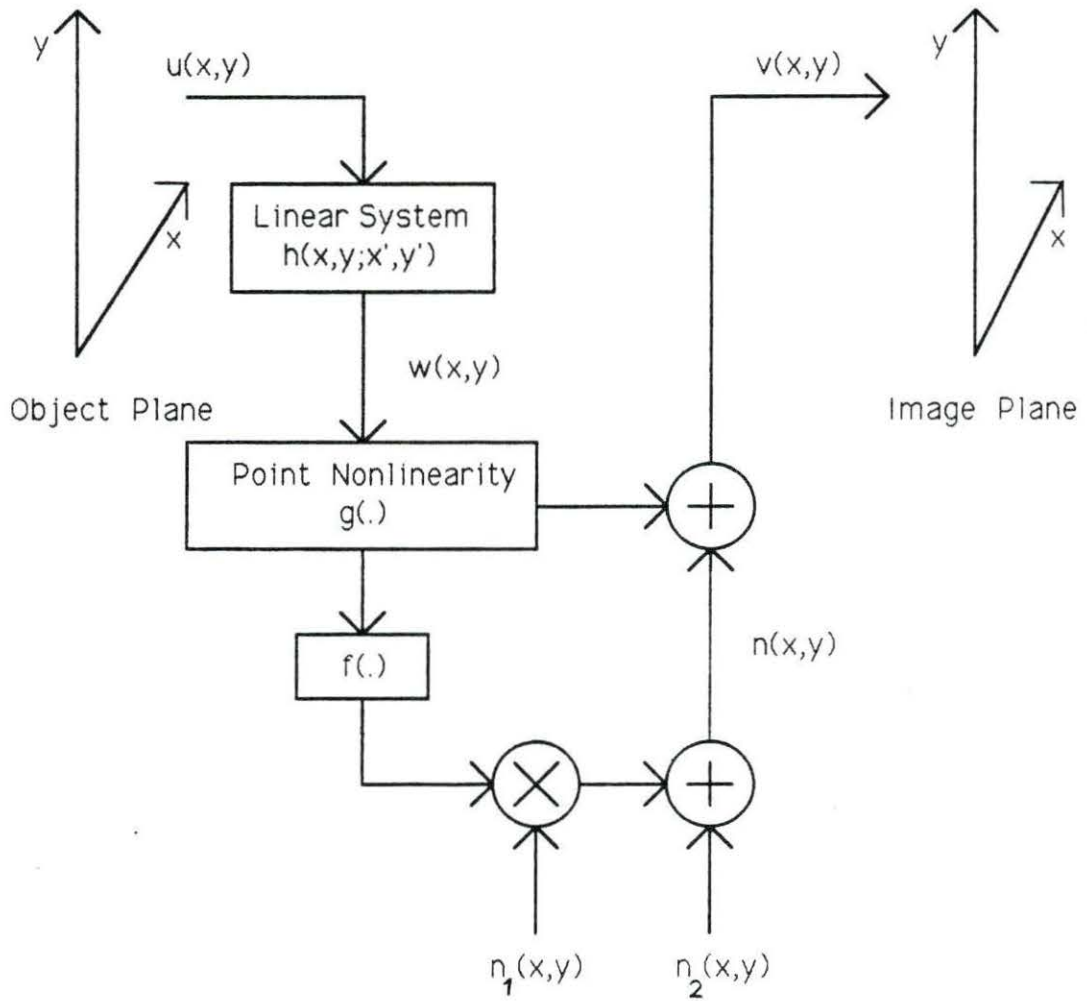 y
u(x,y)
v(x,y)
y
x
Linear System
h(x,y;x',y')
x
w(x,y)
Object Plane
Image Plane
Point Nonlinearity
g(.)
f(.)
n(x,y)
n₁(x,y)
n₂(x,y)